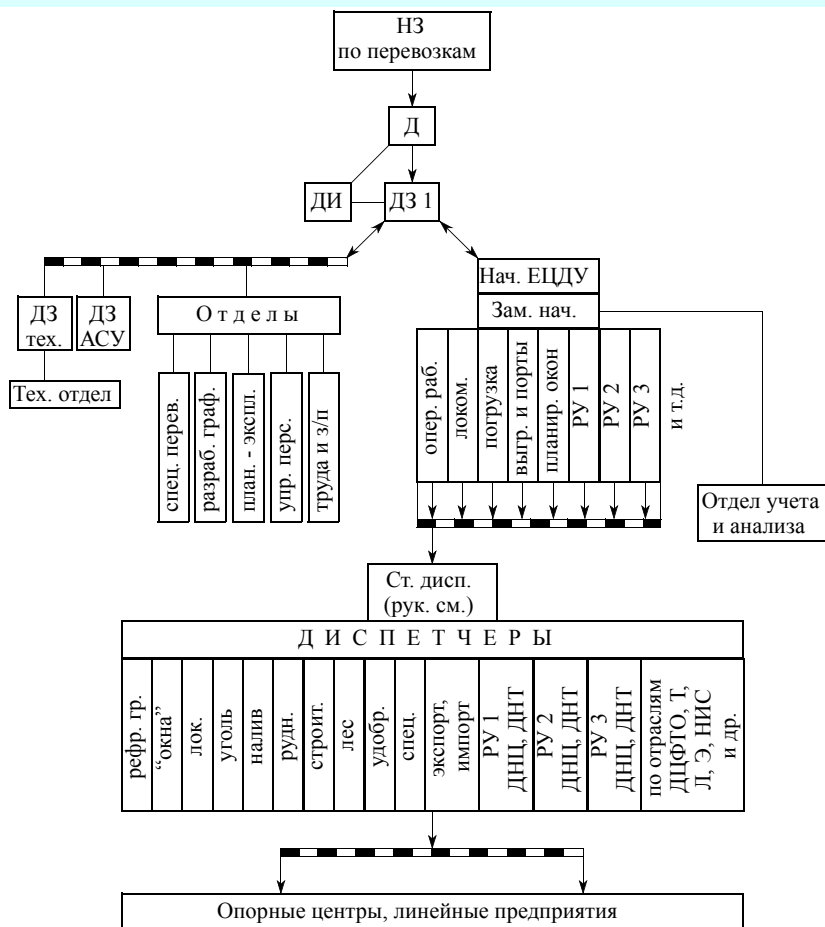 НЗ
по перевозкам
Д
ДИ
ДЗ 1
Нач. ЕЦДУ
Зам. нач.
ДЗ
тех.
ДЗ
АСУ
О т д е л ы
Тех. отдел
спец. перев.
разраб. граф.
план. - экспл.
упр. перс.
труда и з/п
опер. раб.
локом.
погрузка
выгр. и порты
планир. окон
РУ 1
РУ 2
РУ 3
и т.д.
Отдел учета
и анализа
Ст. дисп.
(рук. см.)
Д И С П Е Т Ч Е Р Ы
рефр. гр.
“окна”
лок.
уголь
налив
рудн.
строит.
лес
удобр.
спец.
экспорт,
импорт
РУ 1
ДНЦ, ДНТ
РУ 2
ДНЦ, ДНТ
РУ 3
ДНЦ, ДНТ
по отраслям
ДЦФТО, Т,
Л, Э, НИС
и др.
Опорные центры, линейные предприятия